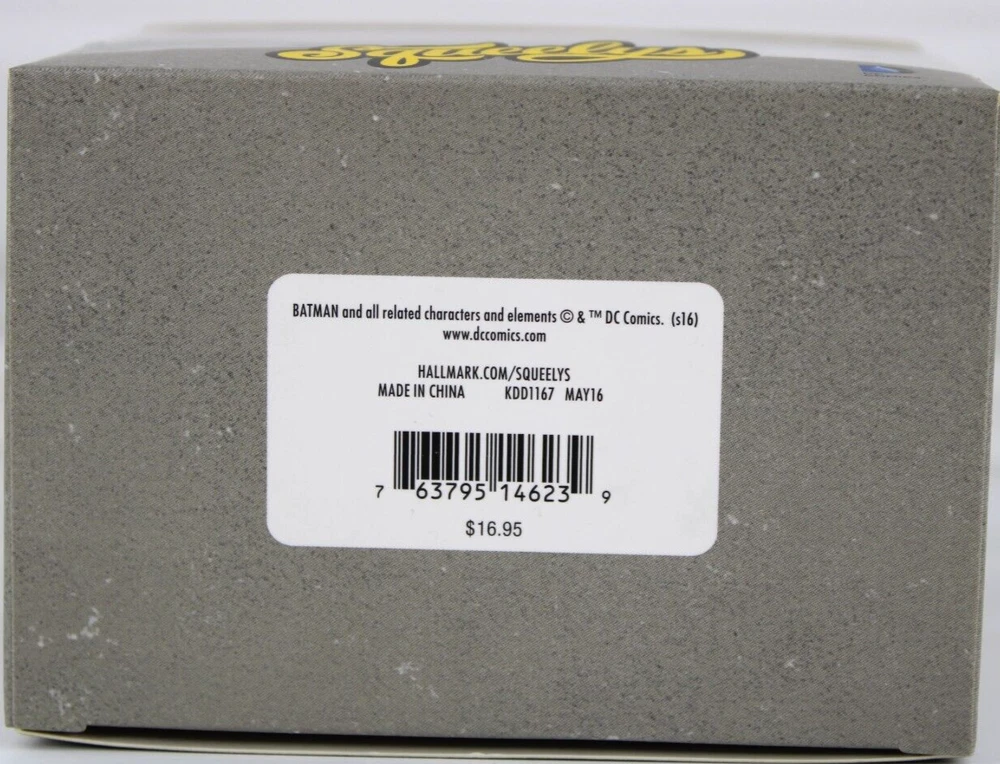 Squeelys
BATMAN and all related characters and elements © & ™ DC Comics. (s16)
www.dccomics.com
HALLMARK.COM/SQUEELYS
MADE IN CHINA KDD1167 MAY16
7 63795 14623 9
$16.95